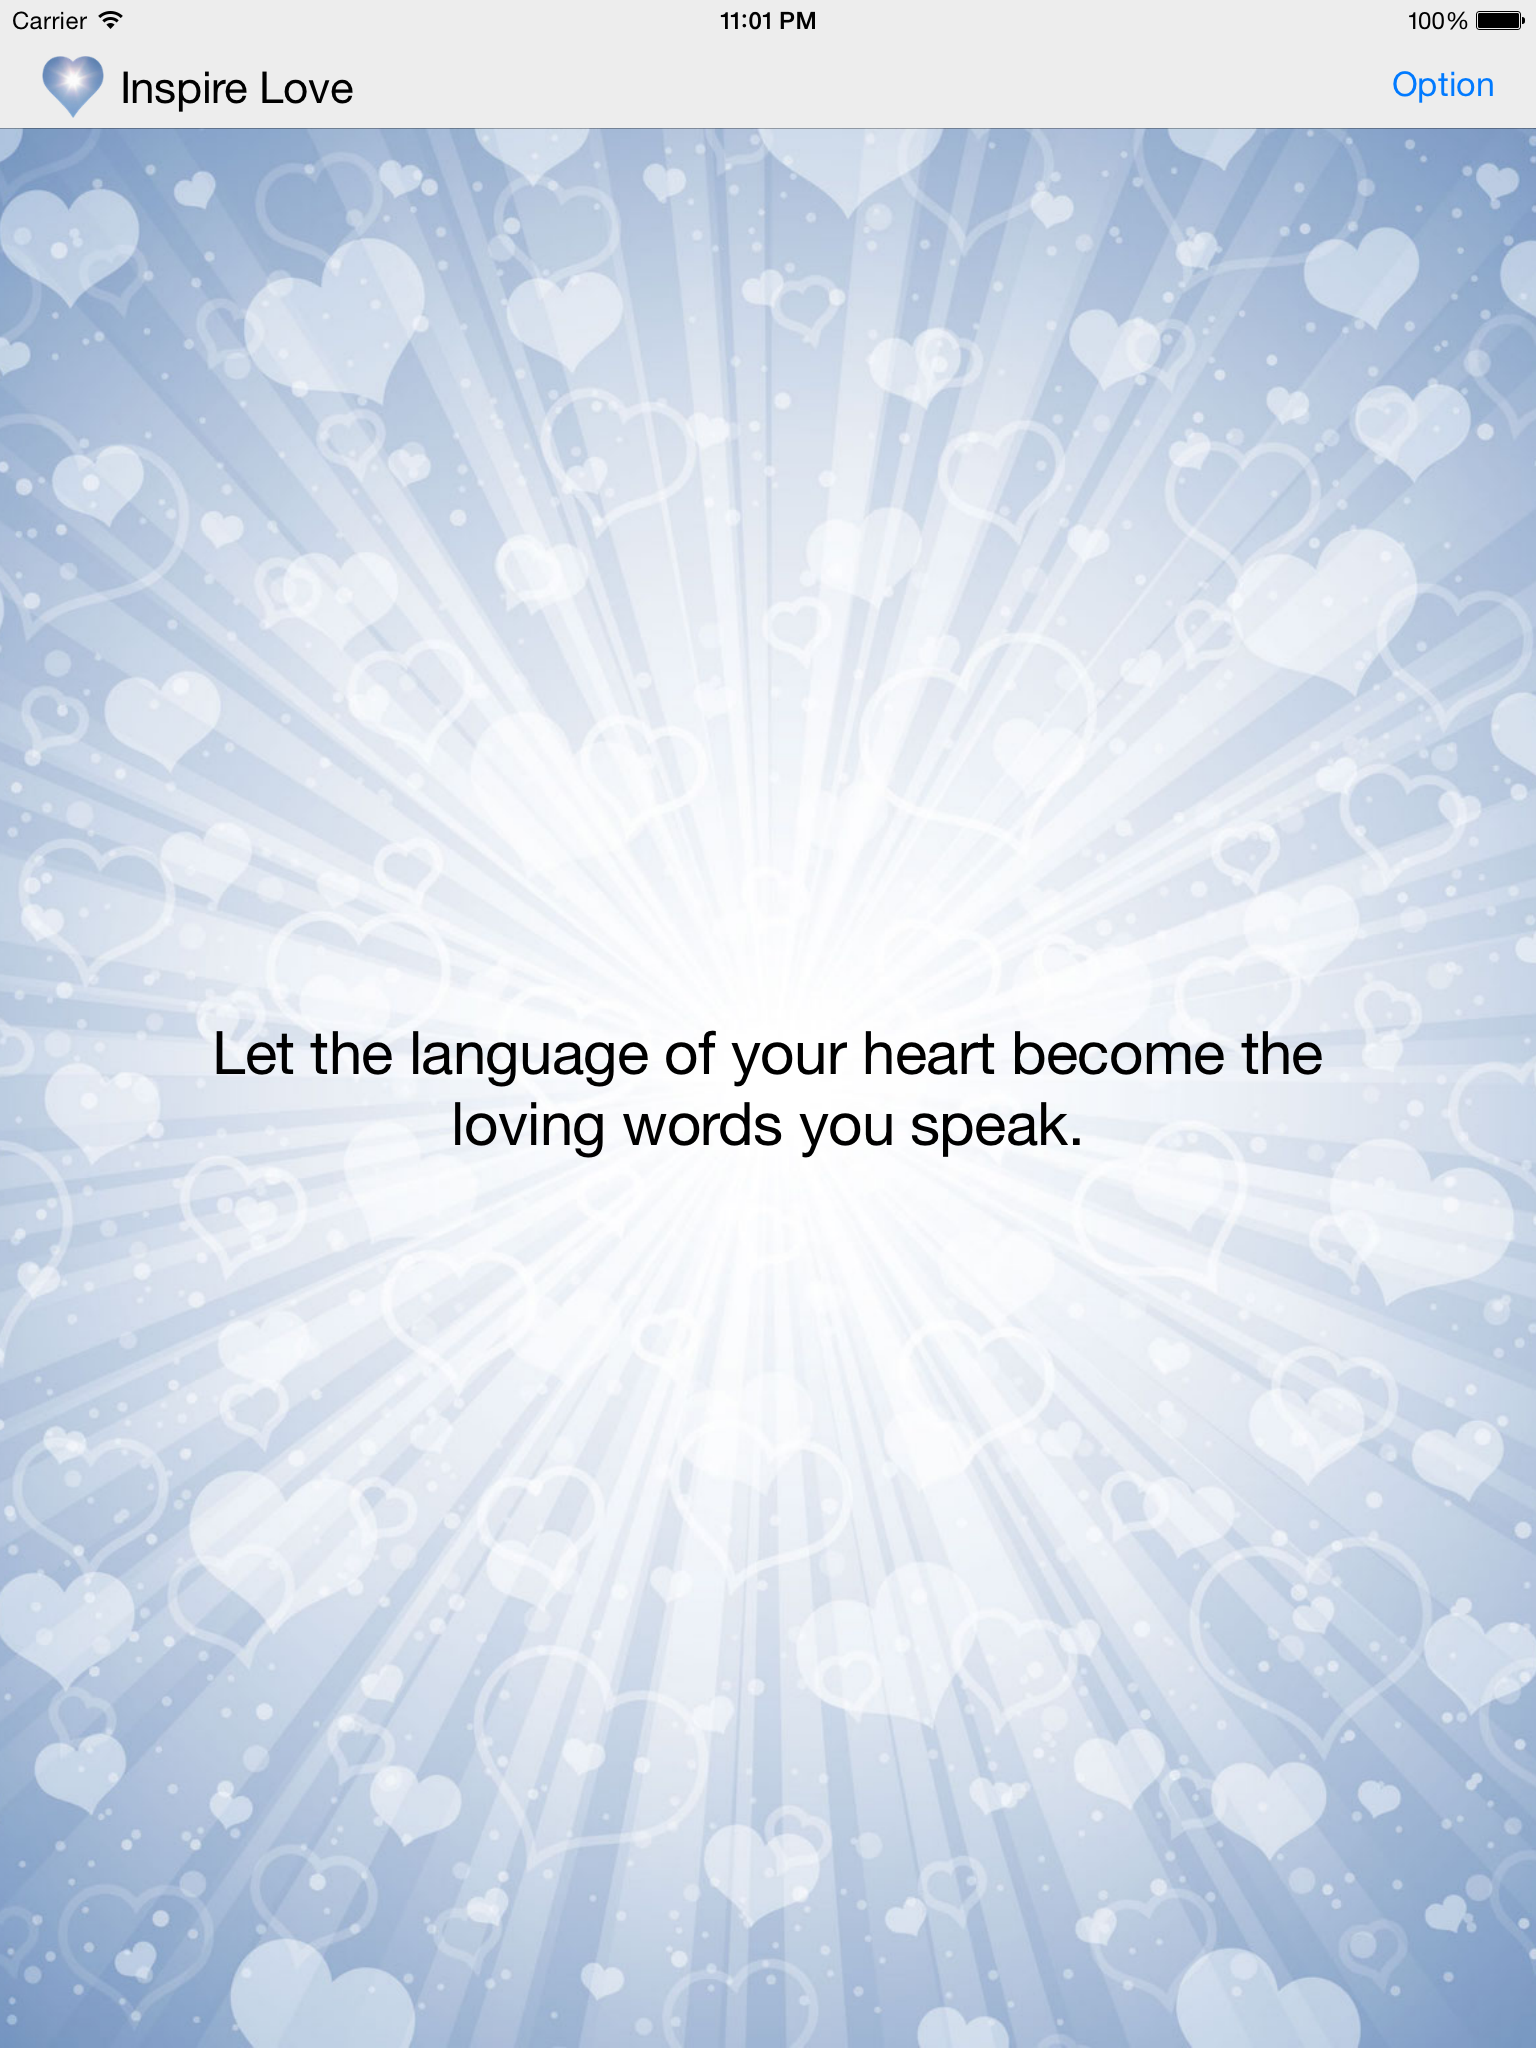 Carrier 11:01 PM 100%
Inspire Love Option
Let the language of your heart become the
loving words you speak.